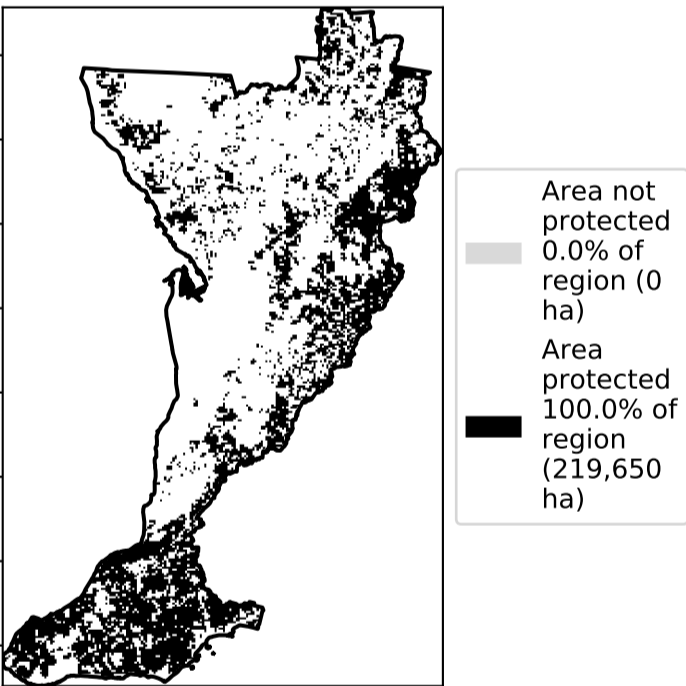 Area not
protected
0.0% of
region (0
ha)
Area
protected
100.0% of
region
(219,650
ha)